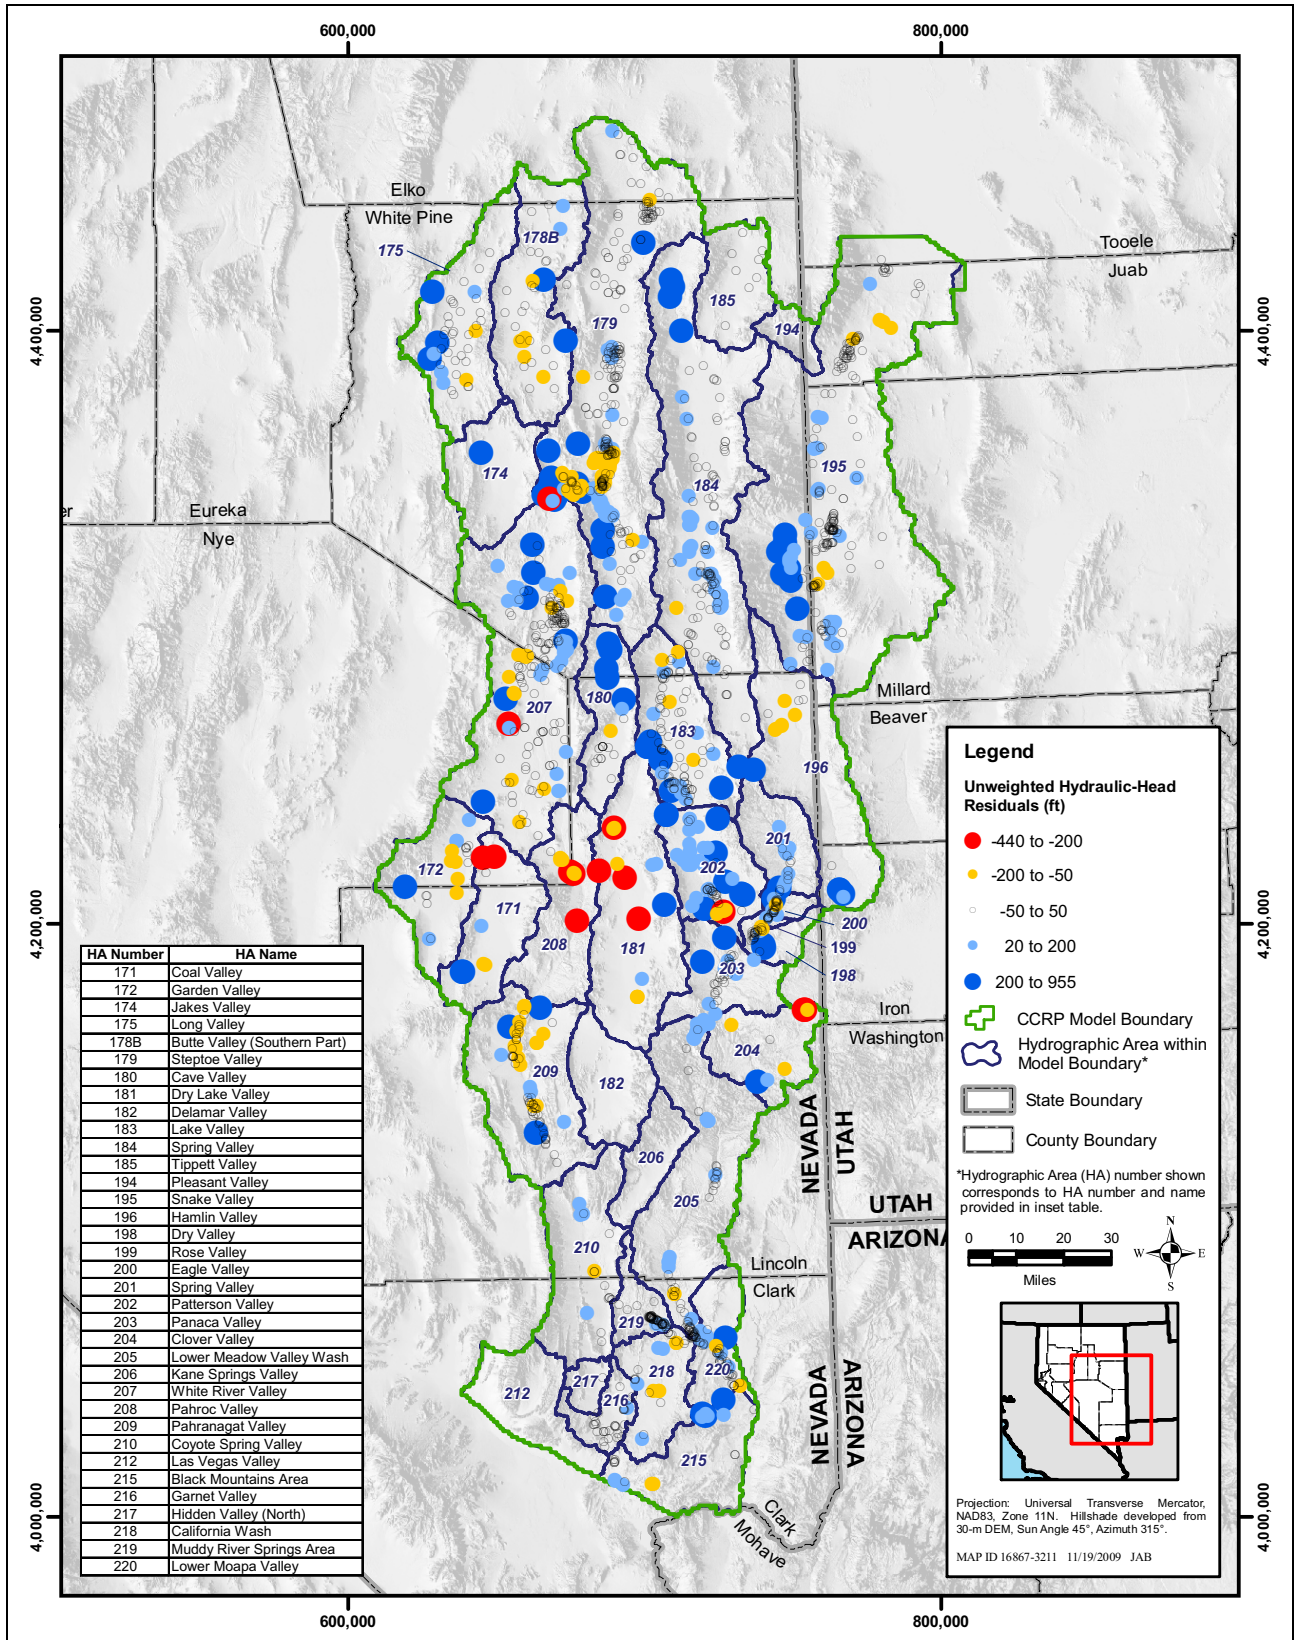 600,000
800,000
Elko
White Pine
Tooele
Juab
175
178B
185
4,400,000
179
194
4,400,000
174
195
184
er
Eureka
Nye
207
180
183
196
Millard
Beaver
201
202
172
171
208
181
200
199
198
203
4,200,000
4,200,000
Iron
Washington
204
209
182
NEVADA
UTAH
206
205
UTAH
ARIZONA
210
Lincoln
Clark
219
218
220
217
216
212
215
NEVADA
ARIZONA
Clark
Mohave
4,000,000
4,000,000
600,000
800,000
HA Number HA Name
171 Coal Valley
172 Garden Valley
174 Jakes Valley
175 Long Valley
178B Butte Valley (Southern Part)
179 Steptoe Valley
180 Cave Valley
181 Dry Lake Valley
182 Delamar Valley
183 Lake Valley
184 Spring Valley
185 Tippett Valley
194 Pleasant Valley
195 Snake Valley
196 Hamlin Valley
198 Dry Valley
199 Rose Valley
200 Eagle Valley
201 Spring Valley
202 Patterson Valley
203 Panaca Valley
204 Clover Valley
205 Lower Meadow Valley Wash
206 Kane Springs Valley
207 White River Valley
208 Pahroc Valley
209 Pahranagat Valley
210 Coyote Spring Valley
212 Las Vegas Valley
215 Black Mountains Area
216 Garnet Valley
217 Hidden Valley (North)
218 California Wash
219 Muddy River Springs Area
220 Lower Moapa Valley
Legend
Unweighted Hydraulic-Head
Residuals (ft)
-440 to -200
-200 to -50
-50 to 50
20 to 200
200 to 955
CCRP Model Boundary
Hydrographic Area within
Model Boundary*
State Boundary
County Boundary
*Hydrographic Area (HA) number shown
corresponds to HA number and name
provided in inset table.
0 10 20 30
Miles
N
W E
S
Projection: Universal Transverse Mercator,
NAD83, Zone 11N. Hillshade developed from
30-m DEM, Sun Angle 45°, Azimuth 315°.
MAP ID 16867-3211 11/19/2009 JAB